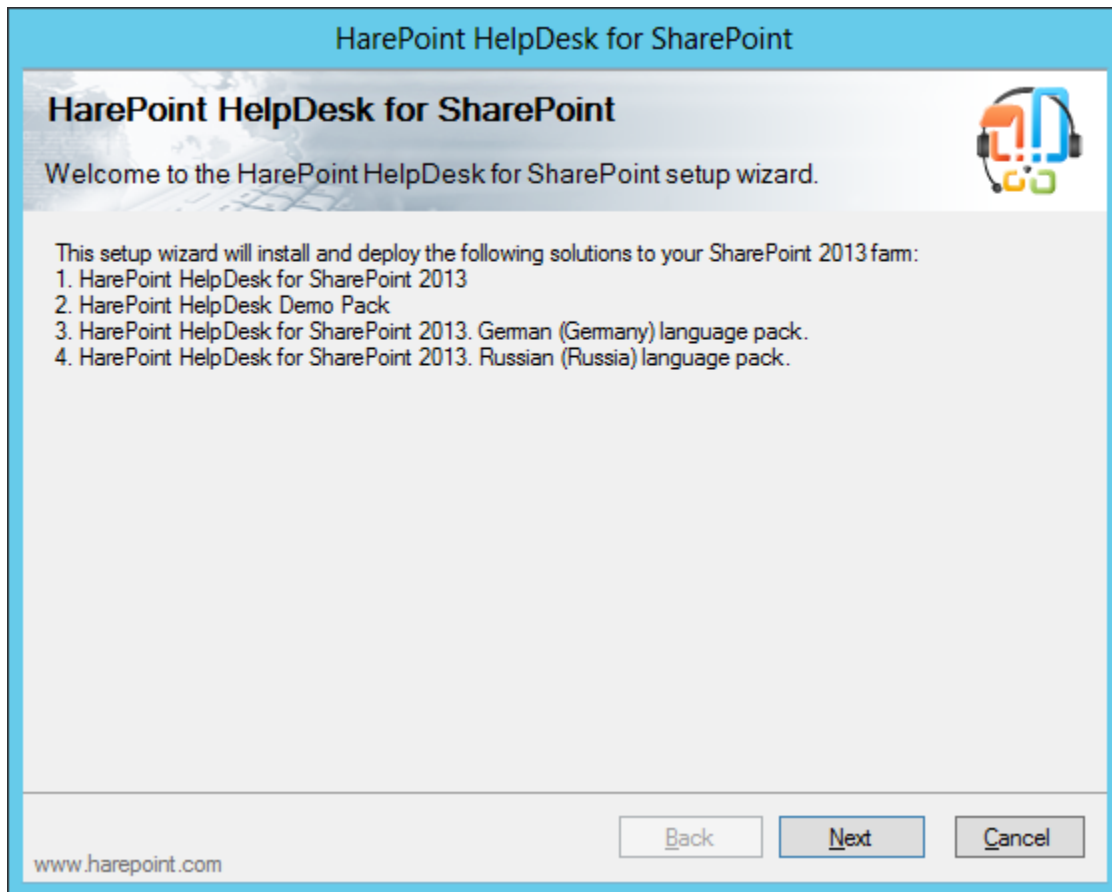 HarePoint HelpDesk for SharePoint
HarePoint HelpDesk for SharePoint
Welcome to the HarePoint HelpDesk for SharePoint setup wizard.
This setup wizard will install and deploy the following solutions to your SharePoint 2013 farm:
1. HarePoint HelpDesk for SharePoint 2013
2. HarePoint HelpDesk Demo Pack
3. HarePoint HelpDesk for SharePoint 2013. German (Germany) language pack.
4. HarePoint HelpDesk for SharePoint 2013. Russian (Russia) language pack.
Back Next Cancel
www.harepoint.com